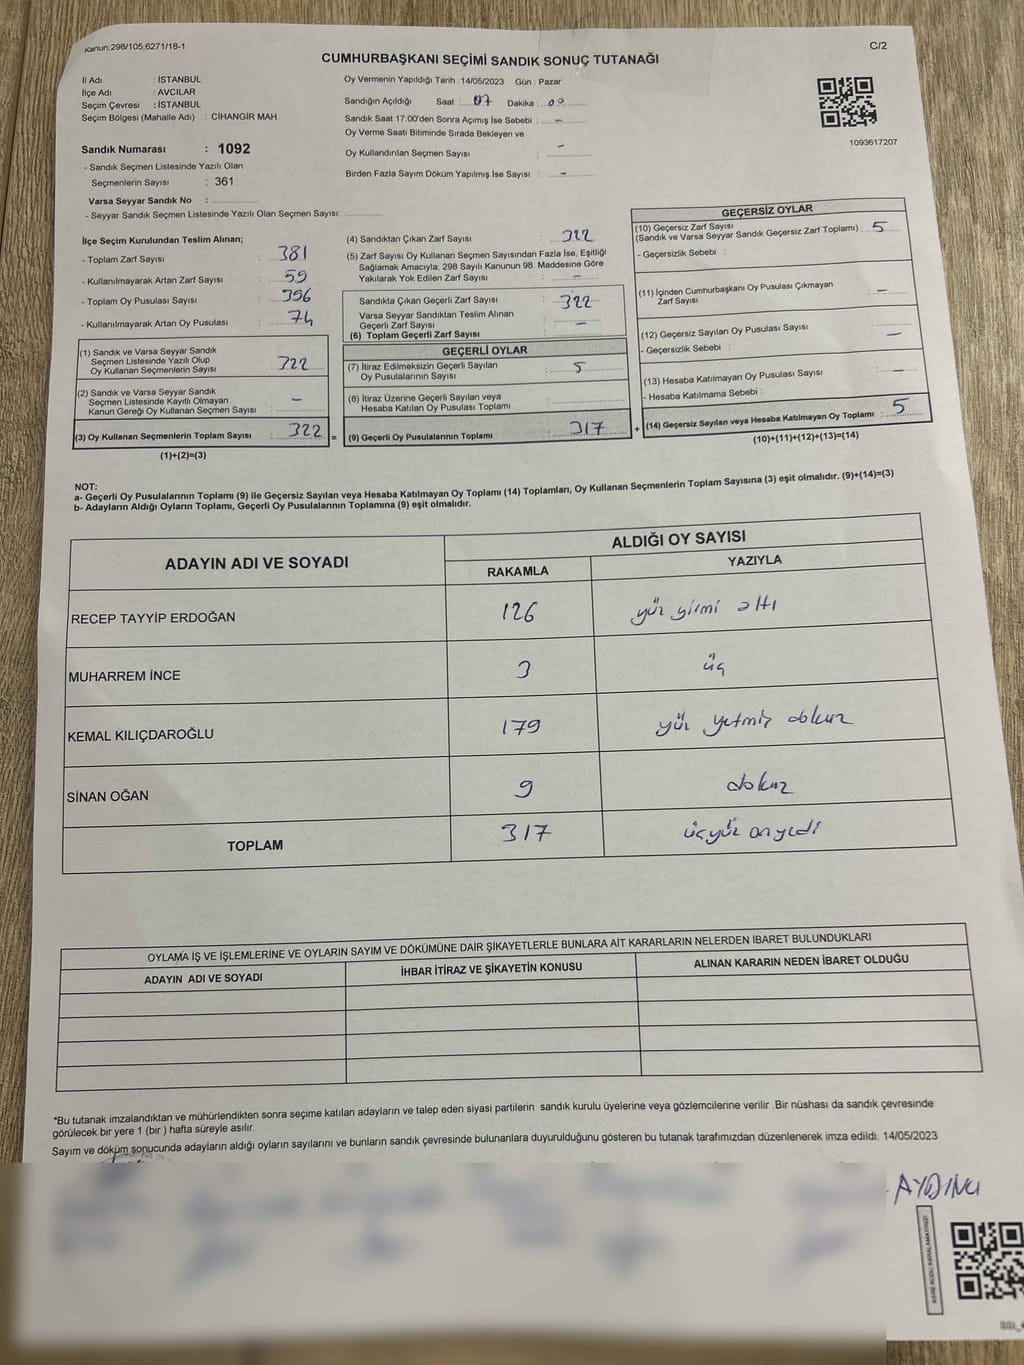 Kanun;298/105;6271/18-1
C/2
CUMHURBAŞKANI SEÇİMİ SANDIK SONUÇ TUTANAĞI
İl Adı : İSTANBUL
İlçe Adı : AVCILAR
Seçim Çevresi : İSTANBUL
Seçim Bölgesi (Mahalle Adı) : CİHANGİR MAH.
Sandık Numarası : 1092
- Sandık Seçmen Listesinde Yazılı Olan
Seçmenlerin Sayısı : 361
Varsa Seyyar Sandık No :
- Seyyar Sandık Seçmen Listesinde Yazılı Olan Seçmen Sayısı:
Oy Vermenin Yapıldığı Tarih : 14/05/2023 Gün : Pazar
Sandığın Açıldığı Saat : 07 Dakika : 00
Sandık Saat 17:00'den Sonra Açımış İse Sebebi : -
Oy Verme Saati Bitiminde Sırada Bekleyen ve
Oy Kullandırılan Seçmen Sayısı : -
Birden Fazla Sayım Döküm Yapılmış İse Sayısı : -
1093617207
İlçe Seçim Kurulundan Teslim Alınan;
- Toplam Zarf Sayısı : 381
- Kullanılmayarak Artan Zarf Sayısı : 59
- Toplam Oy Pusulası Sayısı : 396
- Kullanılmayarak Artan Oy Pusulası : 74
(1) Sandık ve Varsa Seyyar Sandık
Seçmen Listesinde Yazılı Olup
Oy Kullanan Seçmenlerin Sayısı : 322
(2) Sandık ve Varsa Seyyar Sandık
Seçmen Listesinde Kayıtlı Olmayan
Kanun Gereği Oy Kullanan Seçmen Sayısı : -
(3) Oy Kullanan Seçmenlerin Toplam Sayısı : 322 =
(1)+(2)=(3)
(4) Sandıktan Çıkan Zarf Sayısı : 322
(5) Zarf Sayısı Oy Kullanan Seçmen Sayısından Fazla İse, Eşitliği
Sağlamak Amacıyla, 298 Sayılı Kanunun 98. Maddesine Göre
Yakılarak Yok Edilen Zarf Sayısı : -
Sandıkta Çıkan Geçerli Zarf Sayısı : 322
Varsa Seyyar Sandıktan Teslim Alınan
Geçerli Zarf Sayısı : -
(6) Toplam Geçerli Zarf Sayısı :
GEÇERLİ OYLAR
(7) İtiraz Edilmeksizin Geçerli Sayılan
Oy Pusulalarının Sayısı : 5
(8) İtiraz Üzerine Geçerli Sayılan veya
Hesaba Katılan Oy Pusulası Toplamı :
(9) Geçerli Oy Pusulalarının Toplamı : 317 +
GEÇERSİZ OYLAR
(10) Geçersiz Zarf Sayısı
(Sandık ve Varsa Seyyar Sandık Geçersiz Zarf Toplamı) : 5
- Geçersizlik Sebebi :
(11) İçinden Cumhurbaşkanı Oy Pusulası Çıkmayan
Zarf Sayısı : -
(12) Geçersiz Sayılan Oy Pusulası Sayısı : -
- Geçersizlik Sebebi :
(13) Hesaba Katılmayan Oy Pusulası Sayısı : -
- Hesaba Katılmama Sebebi :
(14) Geçersiz Sayılan veya Hesaba Katılmayan Oy Toplamı : 5
(10)+(11)+(12)+(13)=(14)
NOT:
a- Geçerli Oy Pusulalarının Toplamı (9) ile Geçersiz Sayılan veya Hesaba Katılmayan Oy Toplamı (14) Toplamları, Oy Kullanan Seçmenlerin Toplam Sayısına (3) eşit olmalıdır. (9)+(14)=(3)
b- Adayların Aldığı Oyların Toplamı, Geçerli Oy Pusulalarının Toplamına (9) eşit olmalıdır.
ADAYIN ADI VE SOYADI
ALDIĞI OY SAYISI
RAKAMLA
YAZIYLA
RECEP TAYYİP ERDOĞAN 126 yüz yirmi altı
MUHARREM İNCE 3 üç
KEMAL KILIÇDAROĞLU 179 yüz yetmiş dokuz
SİNAN OĞAN 9 dokuz
TOPLAM 317 üçyüz onyedi
OYLAMA İŞ VE İŞLEMLERİNE VE OYLARIN SAYIM VE DÖKÜMÜNE DAİR ŞİKAYETLERLE BUNLARA AİT KARARLARIN NELERDEN İBARET BULUNDUKLARI
ADAYIN ADI VE SOYADI
İHBAR İTİRAZ VE ŞİKAYETİN KONUSU
ALINAN KARARIN NEDEN İBARET OLDUĞU
*Bu tutanak imzalandıktan ve mühürlendikten sonra seçime katılan adayların ve talep eden siyasi partilerin sandık kurulu üyelerine veya gözlemcilerine verilir .Bir nüshası da sandık çevresinde
görülecek bir yere 1 (bir ) hafta süreyle asılır.
Sayım ve döküm sonucunda adayların aldığı oyların sayılarını ve bunların sandık çevresinde bulunanlara duyurulduğunu gösteren bu tutanak tarafımızdan düzenlenerek imza edildi. 14/05/2023
KARE KODU KARALAMAYINIZ!